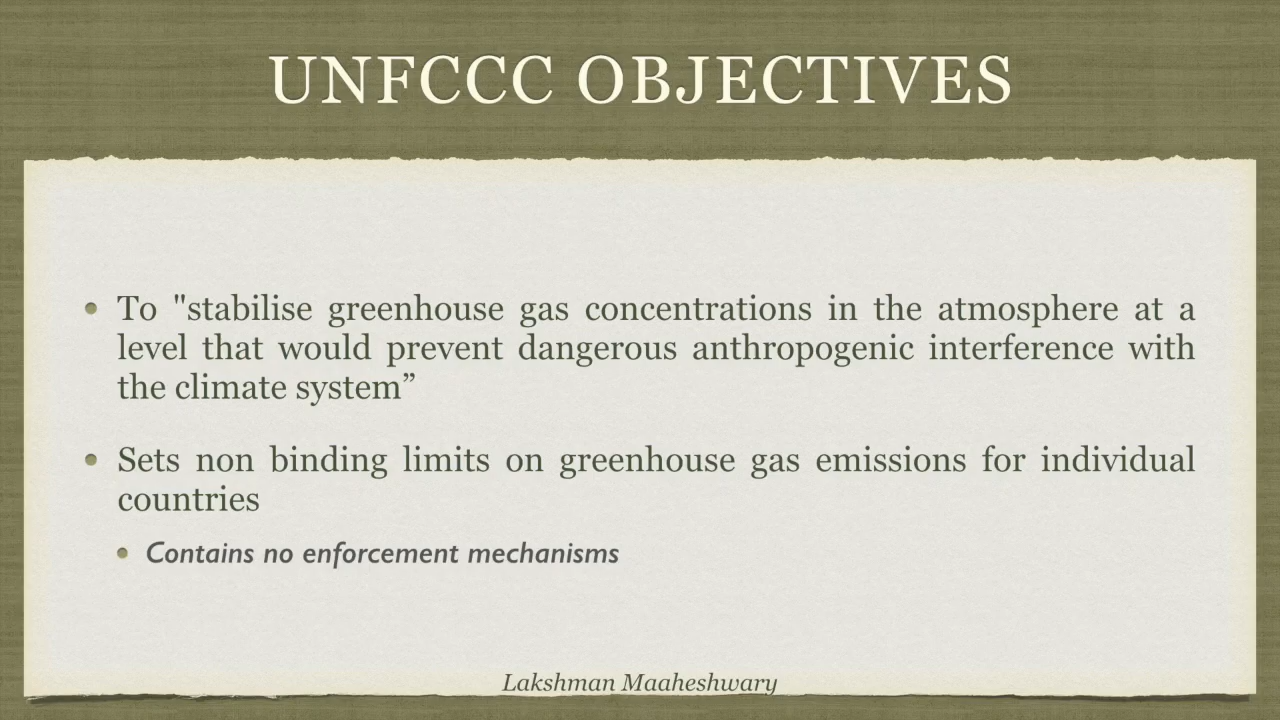 UNFCCC OBJECTIVES
• To "stabilise greenhouse gas concentrations in the atmosphere at a
level that would prevent dangerous anthropogenic interference with
the climate system”
• Sets non binding limits on greenhouse gas emissions for individual
countries
• Contains no enforcement mechanisms
Lakshman Maaheshwary